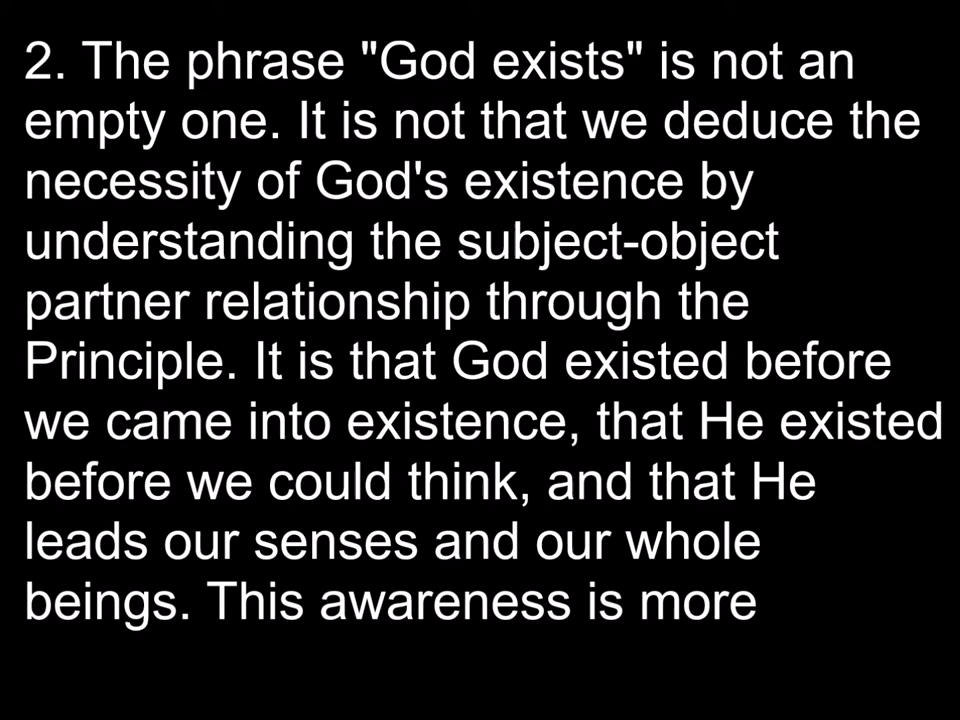 2. The phrase "God exists" is not an
empty one. It is not that we deduce the
necessity of God's existence by
understanding the subject-object
partner relationship through the
Principle. It is that God existed before
we came into existence, that He existed
before we could think, and that He
leads our senses and our whole
beings. This awareness is more